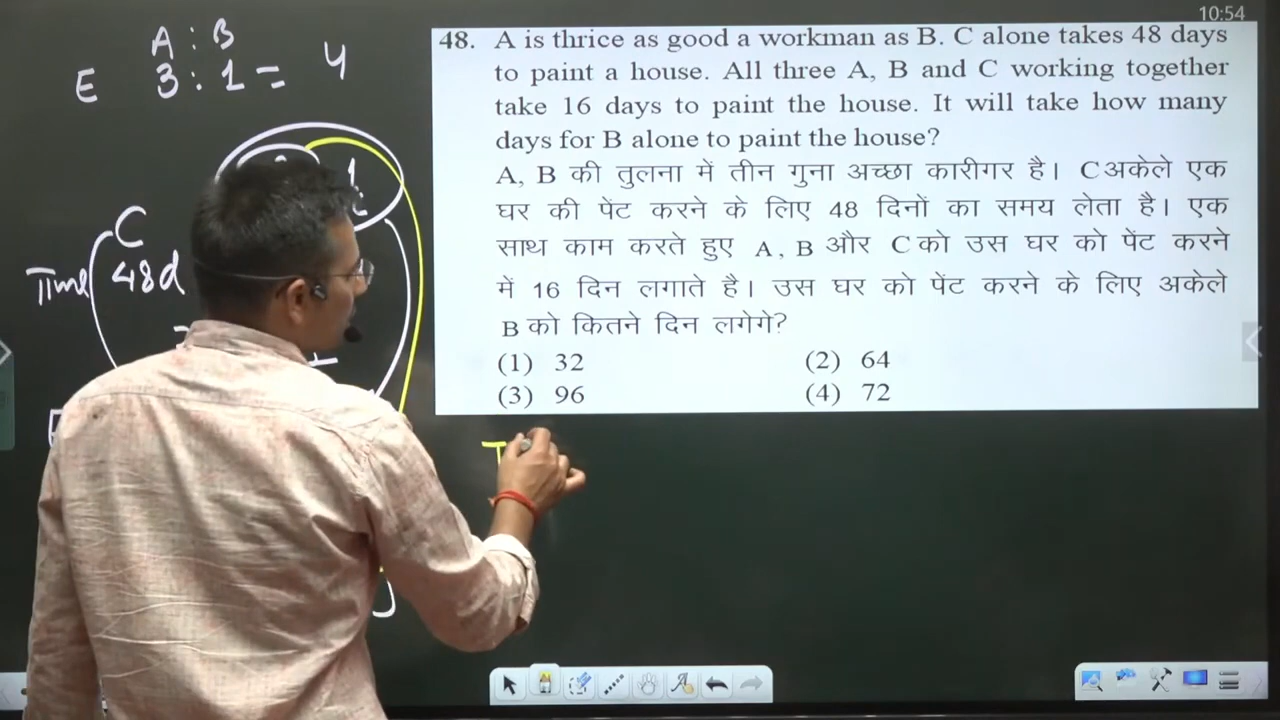 10:54
A : B
E 3 : 1 = 4
1
C
Time 48d
E
T
48. A is thrice as good a workman as B. C alone takes 48 days
to paint a house. All three A, B and C working together
take 16 days to paint the house. It will take how many
days for B alone to paint the house?
A, B की तुलना में तीन गुना अच्छा कारीगर है। C अकेले एक
घर की पेंट करने के लिए 48 दिनों का समय लेता है। एक
साथ काम करते हुए A, B और C को उस घर को पेंट करने
में 16 दिन लगाते है। उस घर को पेंट करने के लिए अकेले
B को कितने दिन लगेगे?
(1) 32 (2) 64
(3) 96 (4) 72